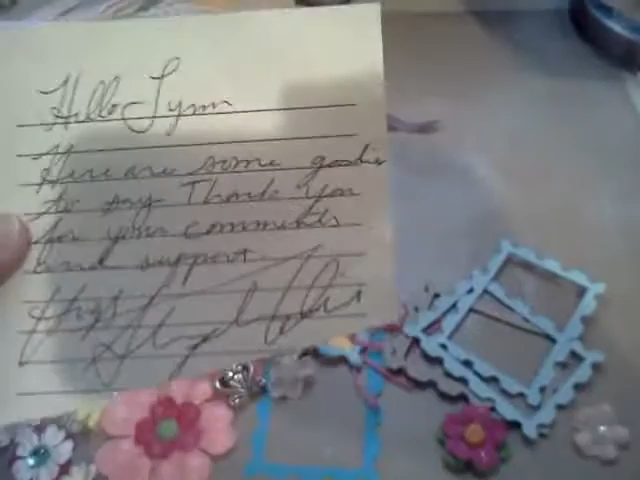 Hello Lynn
Here are some goodies
to say Thank You
for your comments
and support
Hugs